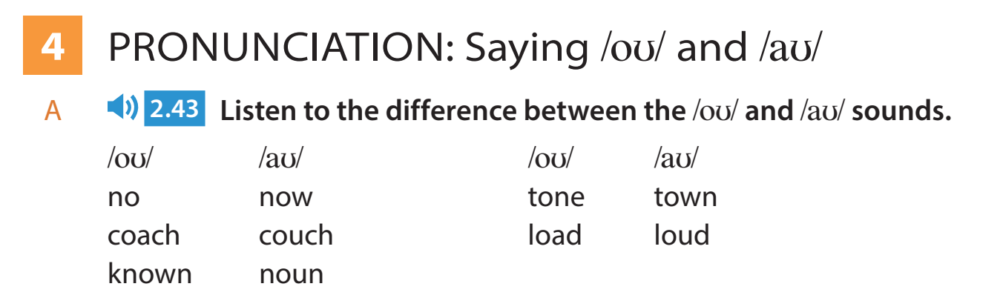 4 PRONUNCIATION: Saying /oʊ/ and /aʊ/
A 2.43 Listen to the difference between the /oʊ/ and /aʊ/ sounds.
/oʊ/ /aʊ/ /oʊ/ /aʊ/
no now tone town
coach couch load loud
known noun